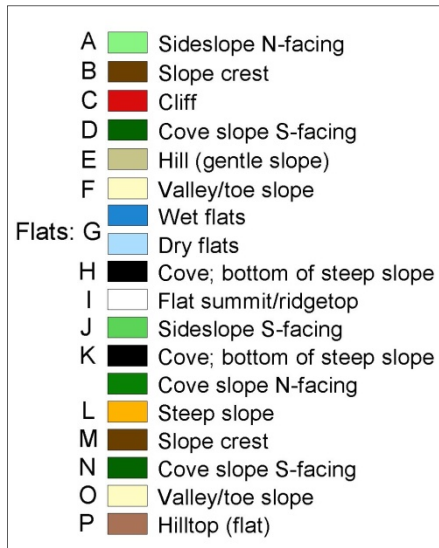 A Sideslope N-facing
B Slope crest
C Cliff
D Cove slope S-facing
E Hill (gentle slope)
F Valley/toe slope
Flats: G Wet flats
Dry flats
H Cove; bottom of steep slope
I Flat summit/ridgetop
J Sideslope S-facing
K Cove; bottom of steep slope
Cove slope N-facing
L Steep slope
M Slope crest
N Cove slope S-facing
O Valley/toe slope
P Hilltop (flat)